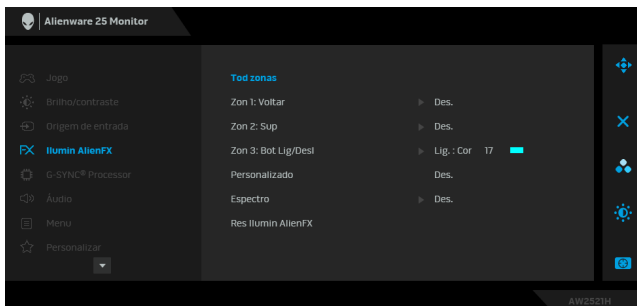 Alienware 25 Monitor
Jogo
Brilho/contraste
Origem de entrada
FX Ilumin AlienFX
G-SYNC® Processor
Áudio
Menu
Personalizar
Tod zonas
Zon 1: Voltar Des.
Zon 2: Sup Des.
Zon 3: Bot Lig/Desl Lig. : Cor 17
Personalizado Des.
Espectro Des.
Res Ilumin AlienFX
AW2521H